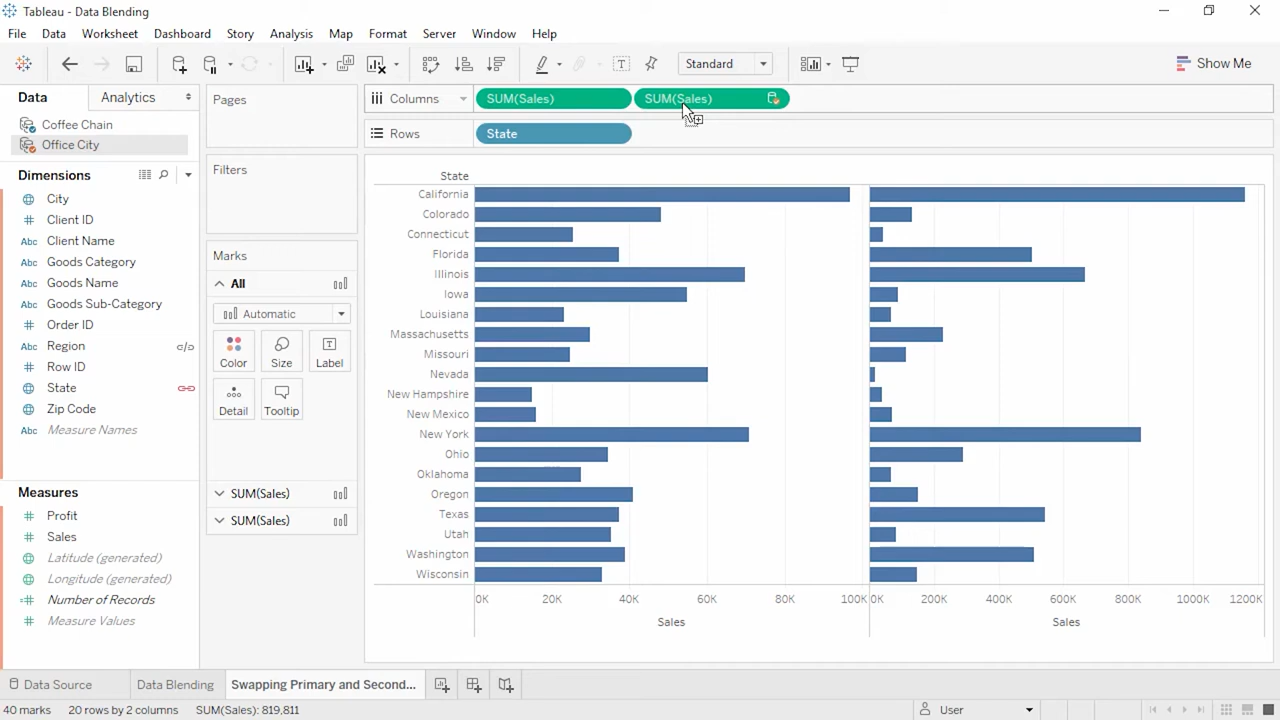 Tableau - Data Blending
File Data Worksheet Dashboard Story Analysis Map Format Server Window Help
Standard
Show Me
Data Analytics
Coffee Chain
Office City
Dimensions
City
Client ID
Abc Client Name
Abc Goods Category
Abc Goods Name
Abc Goods Sub-Category
Order ID
Abc Region
Row ID
State
Zip Code
Abc Measure Names
Measures
Profit
Sales
Latitude (generated)
Longitude (generated)
Number of Records
Measure Values
Pages
Filters
Marks
All
Automatic
Color Size Label
Detail Tooltip
SUM(Sales)
SUM(Sales)
Columns SUM(Sales) SUM(Sales)
Rows State
State
California
Colorado
Connecticut
Florida
Illinois
Iowa
Louisiana
Massachusetts
Missouri
Nevada
New Hampshire
New Mexico
New York
Ohio
Oklahoma
Oregon
Texas
Utah
Washington
Wisconsin
0K 20K 40K 60K 80K 100K 0K 200K 400K 600K 800K 1000K 1200K
Sales Sales
Data Source Data Blending Swapping Primary and Second...
40 marks 20 rows by 2 columns SUM(Sales): 819,811 User